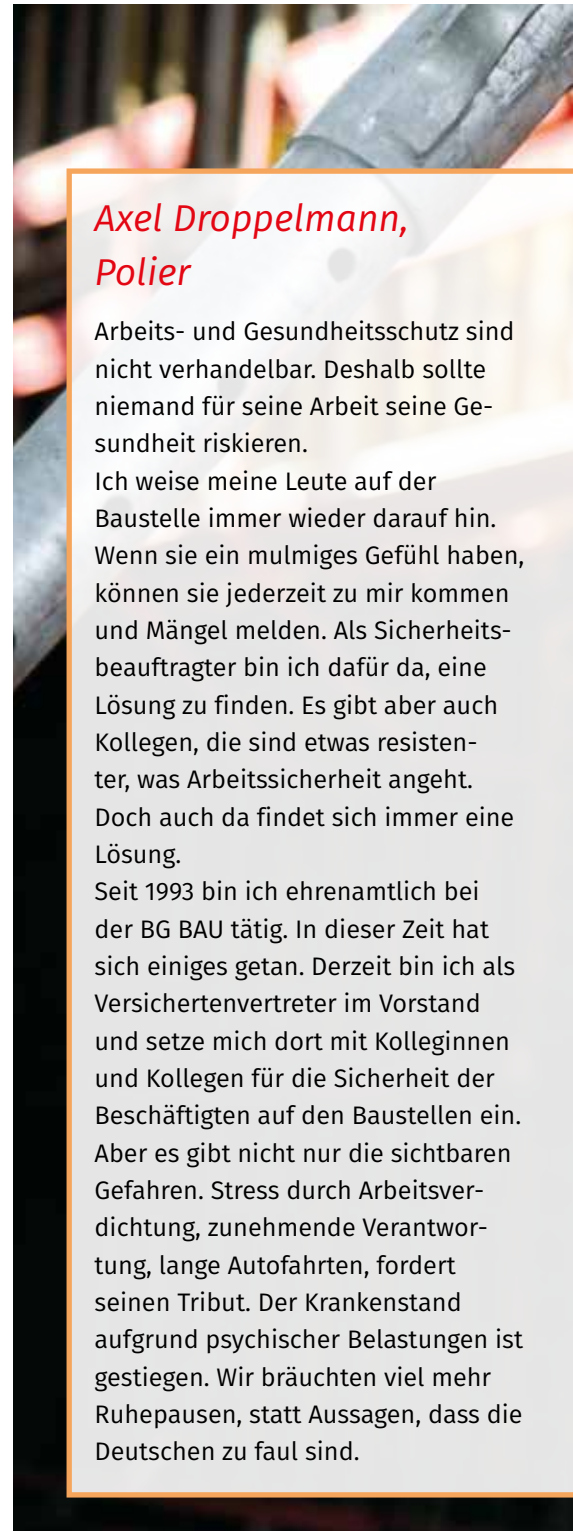 Axel Droppelmann,
Polier
Arbeits- und Gesundheitsschutz sind
nicht verhandelbar. Deshalb sollte
niemand für seine Arbeit seine Ge-
sundheit riskieren.
Ich weise meine Leute auf der
Baustelle immer wieder darauf hin.
Wenn sie ein mulmiges Gefühl haben,
können sie jederzeit zu mir kommen
und Mängel melden. Als Sicherheits-
beauftragter bin ich dafür da, eine
Lösung zu finden. Es gibt aber auch
Kollegen, die sind etwas resisten-
ter, was Arbeitssicherheit angeht.
Doch auch da findet sich immer eine
Lösung.
Seit 1993 bin ich ehrenamtlich bei
der BG BAU tätig. In dieser Zeit hat
sich einiges getan. Derzeit bin ich als
Versichertenvertreter im Vorstand
und setze mich dort mit Kolleginnen
und Kollegen für die Sicherheit der
Beschäftigten auf den Baustellen ein.
Aber es gibt nicht nur die sichtbaren
Gefahren. Stress durch Arbeitsver-
dichtung, zunehmende Verantwor-
tung, lange Autofahrten, fordert
seinen Tribut. Der Krankenstand
aufgrund psychischer Belastungen ist
gestiegen. Wir bräuchten viel mehr
Ruhepausen, statt Aussagen, dass die
Deutschen zu faul sind.